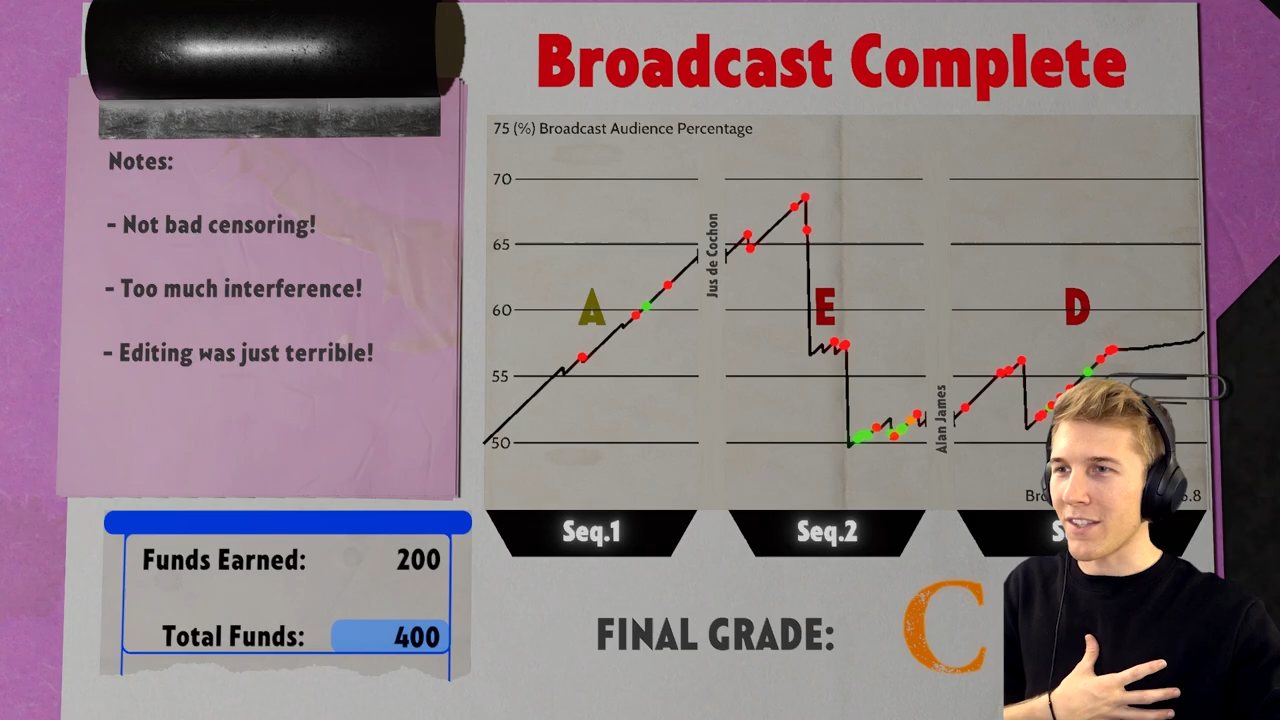 Broadcast Complete
Notes:
- Not bad censoring!
- Too much interference!
- Editing was just terrible!
75 (%) Broadcast Audience Percentage
70
65
60
55
50
A
Jus de Cochon
E
Alan James
D
Seq.1
Seq.2
Funds Earned: 200
Total Funds: 400
FINAL GRADE: C